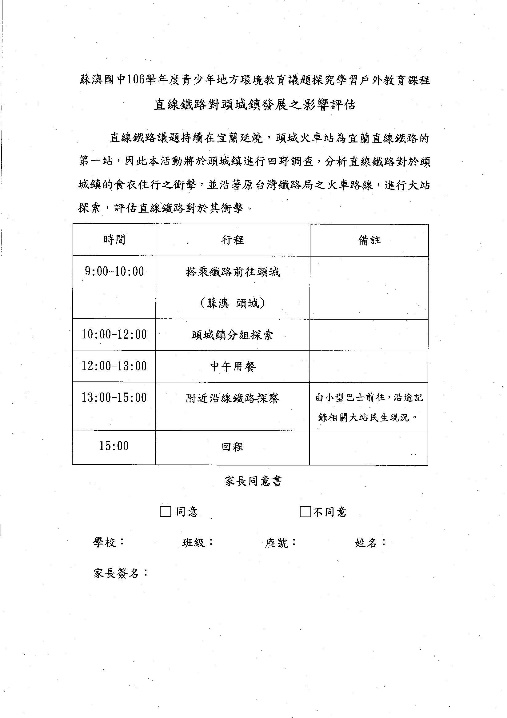 蘇澳國中106學年度青少年地方環境教育議題探究學習戶外教育課程
直線鐵路對頭城鎮發展之影響評估
直線鐵路議題持續在宜蘭延燒，頭城火車站為宜蘭直線鐵路的
第一站，因此本活動將於頭城鎮進行田野調查，分析直線鐵路對於頭
城鎮的食衣住行之衝擊，並沿著原台灣鐵路局之火車路線，進行大站
探索，評估直線鐵路對於其衝擊。
時間 行程 備註
9:00-10:00 搭乘鐵路前往頭城
(蘇澳 頭城)
10:00-12:00 頭城鎮分組探索
12:00-13:00 中午用餐
13:00-15:00 附近沿線鐵路探察 由小型巴士前往，沿途記
錄相關大站民生現況。
15:00 回程
家長同意書
□ 同意 □不同意
學校： 班級： 座號： 姓名：
家長簽名：